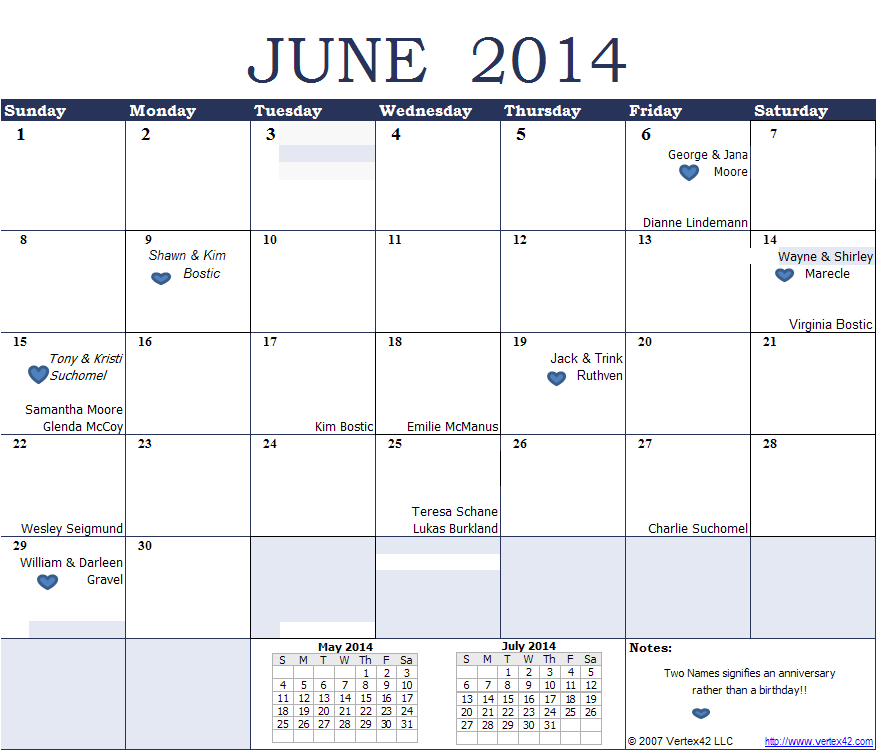 JUNE 2014
Sunday Monday Tuesday Wednesday Thursday Friday Saturday
1 2 3 4 5 6 7
George & Jana
Moore
Dianne Lindemann
8 9 10 11 12 13 14
Shawn & Kim Wayne & Shirley
Bostic Marecle
Virginia Bostic
15 16 17 18 19 20 21
Tony & Kristi Jack & Trink
Suchomel Ruthven
Samantha Moore
Glenda McCoy Kim Bostic Emilie McManus
22 23 24 25 26 27 28
Teresa Schane
Wesley Seigmund Lukas Burkland Charlie Suchomel
29 30
William & Darleen
Gravel
May 2014
S M T W Th F Sa
1 2 3
4 5 6 7 8 9 10
11 12 13 14 15 16 17
18 19 20 21 22 23 24
25 26 27 28 29 30 31
July 2014
S M T W Th F Sa
1 2 3 4 5
6 7 8 9 10 11 12
13 14 15 16 17 18 19
20 21 22 23 24 25 26
27 28 29 30 31
Notes:
Two Names signifies an anniversary
rather than a birthday!!
© 2007 Vertex42 LLC http://www.vertex42.com/